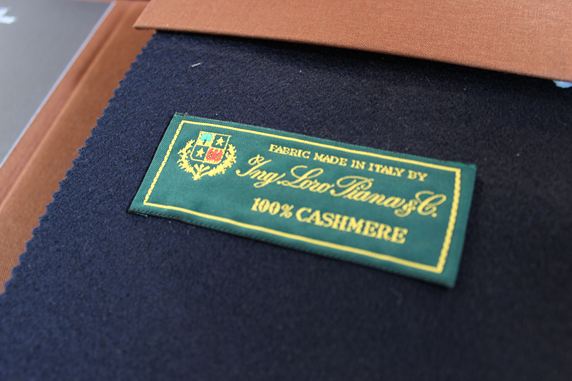 FABRIC MADE IN ITALY BY
Ing. Loro Piana & C.
100% CASHMERE